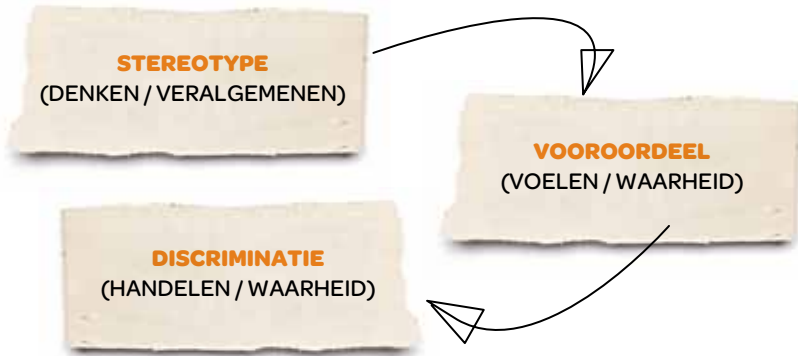 STEREOTYPE
(DENKEN / VERALGEMENEN)
VOOROORDEEL
(VOELEN / WAARHEID)
DISCRIMINATIE
(HANDELEN / WAARHEID)